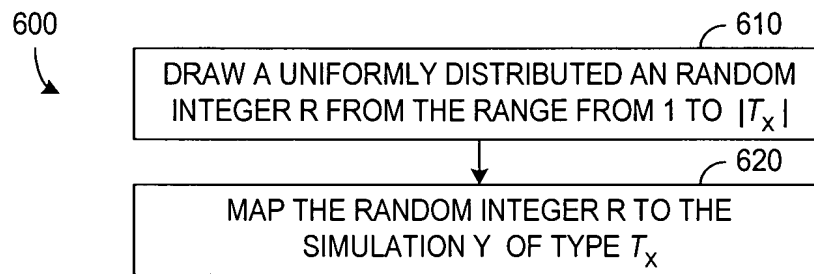 600
610
DRAW A UNIFORMLY DISTRIBUTED AN RANDOM
INTEGER R FROM THE RANGE FROM 1 TO |Tx|
620
MAP THE RANDOM INTEGER R TO THE
SIMULATION Y OF TYPE Tx